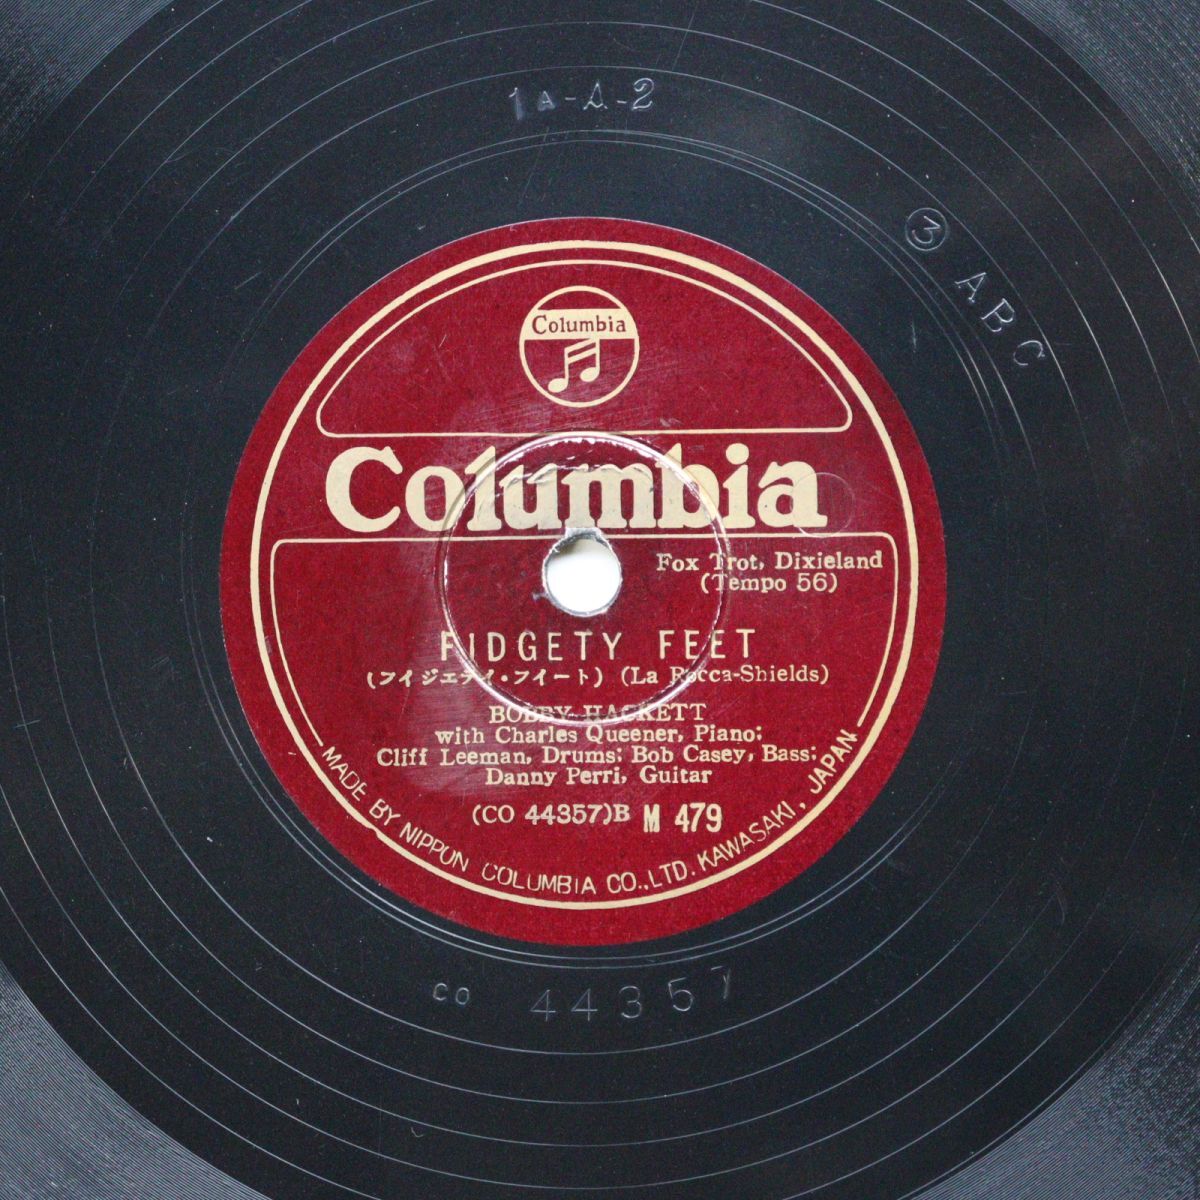 1A-A-2
③ ABC
Columbia
Columbia
Fox Trot, Dixieland
(Tempo 56)
FIDGETY FEET
(フイジエティ・フイート) (La Rocca-Shields)
BOBBY HACKETT
with Charles Queener, Piano;
Cliff Leeman, Drums; Bob Casey, Bass;
Danny Perri, Guitar
(CO 44357)B M 479
MADE BY NIPPON COLUMBIA CO.,LTD. KAWASAKI, JAPAN
CO 44357